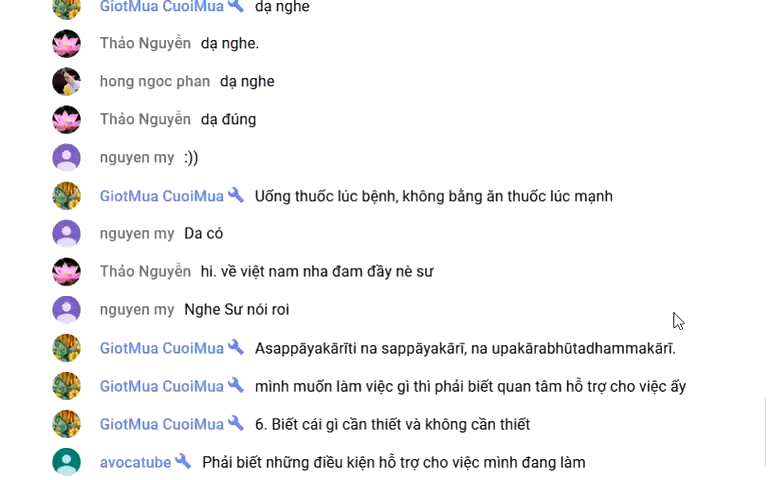 GiotMua CuoiMua dạ nghe
Thảo Nguyễn dạ nghe.
hong ngoc phan dạ nghe
Thảo Nguyễn dạ đúng
nguyen my :))
GiotMua CuoiMua Uống thuốc lúc bệnh, không bằng ăn thuốc lúc mạnh
nguyen my Da có
Thảo Nguyễn hi. về việt nam nha đam đầy nè sư
nguyen my Nghe Sư nói roi
GiotMua CuoiMua Asappāyakārīti na sappāyakārī, na upakārabhūtadhammakārī.
GiotMua CuoiMua mình muốn làm việc gì thì phải biết quan tâm hỗ trợ cho việc ấy
GiotMua CuoiMua 6. Biết cái gì cần thiết và không cần thiết
avocatube Phải biết những điều kiện hỗ trợ cho việc mình đang làm